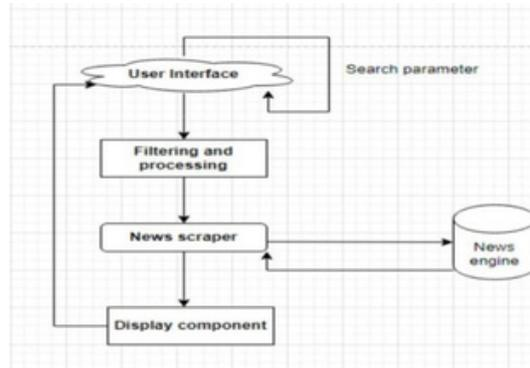 User Interface
Search parameter
Filtering and
processing
News scraper
News
engine
Display component